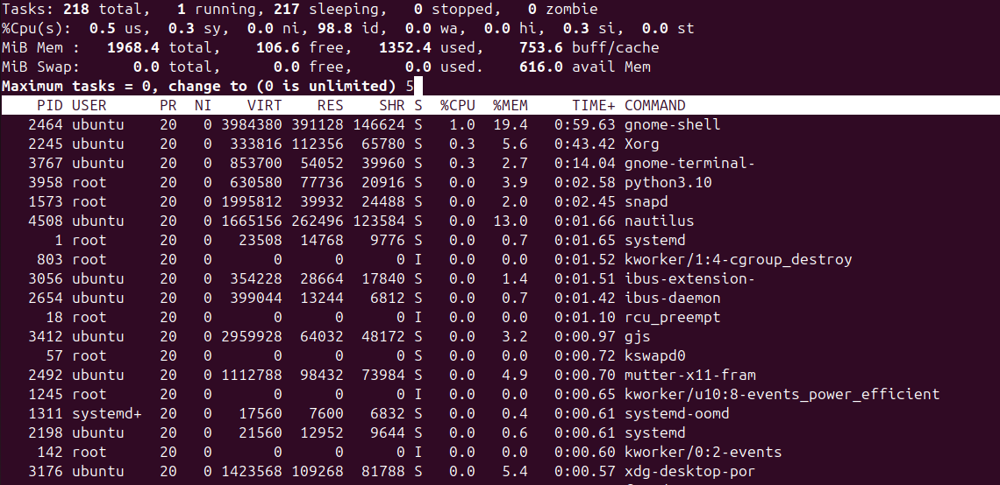 Tasks: 218 total,   1 running, 217 sleeping,   0 stopped,   0 zombie
%Cpu(s):  0.5 us,  0.3 sy,  0.0 ni, 98.8 id,  0.0 wa,  0.0 hi,  0.3 si,  0.0 st
MiB Mem :   1968.4 total,    106.6 free,   1352.4 used,    753.6 buff/cache
MiB Swap:      0.0 total,      0.0 free,      0.0 used.    616.0 avail Mem
Maximum tasks = 0, change to (0 is unlimited) 5
    PID USER      PR  NI    VIRT    RES    SHR S  %CPU  %MEM     TIME+ COMMAND
   2464 ubuntu    20   0 3984380 391128 146624 S   1.0  19.4   0:59.63 gnome-shell
   2245 ubuntu    20   0  333816 112356  65780 S   0.3   5.6   0:43.42 Xorg
   3767 ubuntu    20   0  853700  54052  39960 S   0.3   2.7   0:14.04 gnome-terminal-
   3958 root      20   0  630580  77736  20916 S   0.0   3.9   0:02.58 python3.10
   1573 root      20   0 1995812  39932  24488 S   0.0   2.0   0:02.45 snapd
   4508 ubuntu    20   0 1665156 262496 123584 S   0.0  13.0   0:01.66 nautilus
      1 root      20   0   23508  14768   9776 S   0.0   0.7   0:01.65 systemd
    803 root      20   0       0      0      0 I   0.0   0.0   0:01.52 kworker/1:4-cgroup_destroy
   3056 ubuntu    20   0  354228  28664  17840 S   0.0   1.4   0:01.51 ibus-extension-
   2654 ubuntu    20   0  399044  13244   6812 S   0.0   0.7   0:01.42 ibus-daemon
     18 root      20   0       0      0      0 I   0.0   0.0   0:01.10 rcu_preempt
   3412 ubuntu    20   0 2959928  64032  48172 S   0.0   3.2   0:00.97 gjs
     57 root      20   0       0      0      0 S   0.0   0.0   0:00.72 kswapd0
   2492 ubuntu    20   0 1112788  98432  73984 S   0.0   4.9   0:00.70 mutter-x11-fram
   1245 root      20   0       0      0      0 I   0.0   0.0   0:00.65 kworker/u10:8-events_power_efficient
   1311 systemd+  20   0   17560   7600   6832 S   0.0   0.4   0:00.61 systemd-oomd
   2198 ubuntu    20   0   21560  12952   9644 S   0.0   0.6   0:00.61 systemd
    142 root      20   0       0      0      0 I   0.0   0.0   0:00.60 kworker/0:2-events
   3176 ubuntu    20   0 1423568 109268  81788 S   0.0   5.4   0:00.57 xdg-desktop-por